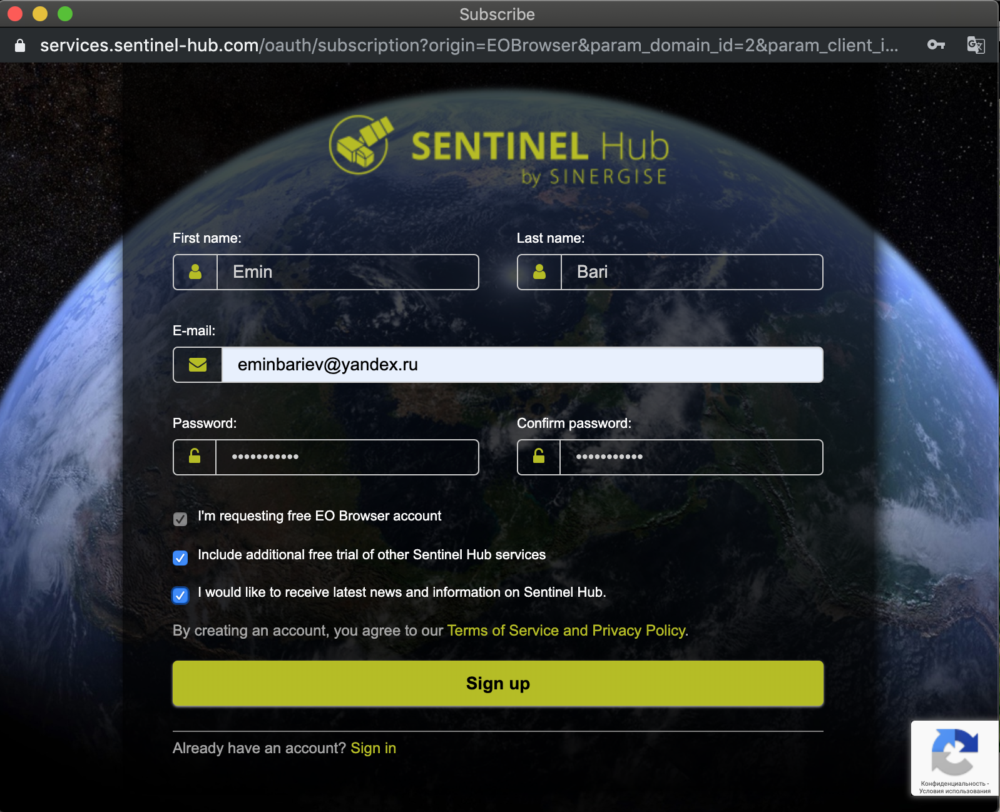 Subscribe
services.sentinel-hub.com/oauth/subscription?origin=EOBrowser&param_domain_id=2&param_client_i...
SENTINEL Hub
by SINERGISE
First name:
Last name:
Emin
Bari
E-mail:
eminbariev@yandex.ru
Password:
Confirm password:
•••••••••••
•••••••••••
I'm requesting free EO Browser account
Include additional free trial of other Sentinel Hub services
I would like to receive latest news and information on Sentinel Hub.
By creating an account, you agree to our Terms of Service and Privacy Policy.
Sign up
Already have an account? Sign in
Конфиденциальность -
Условия использования